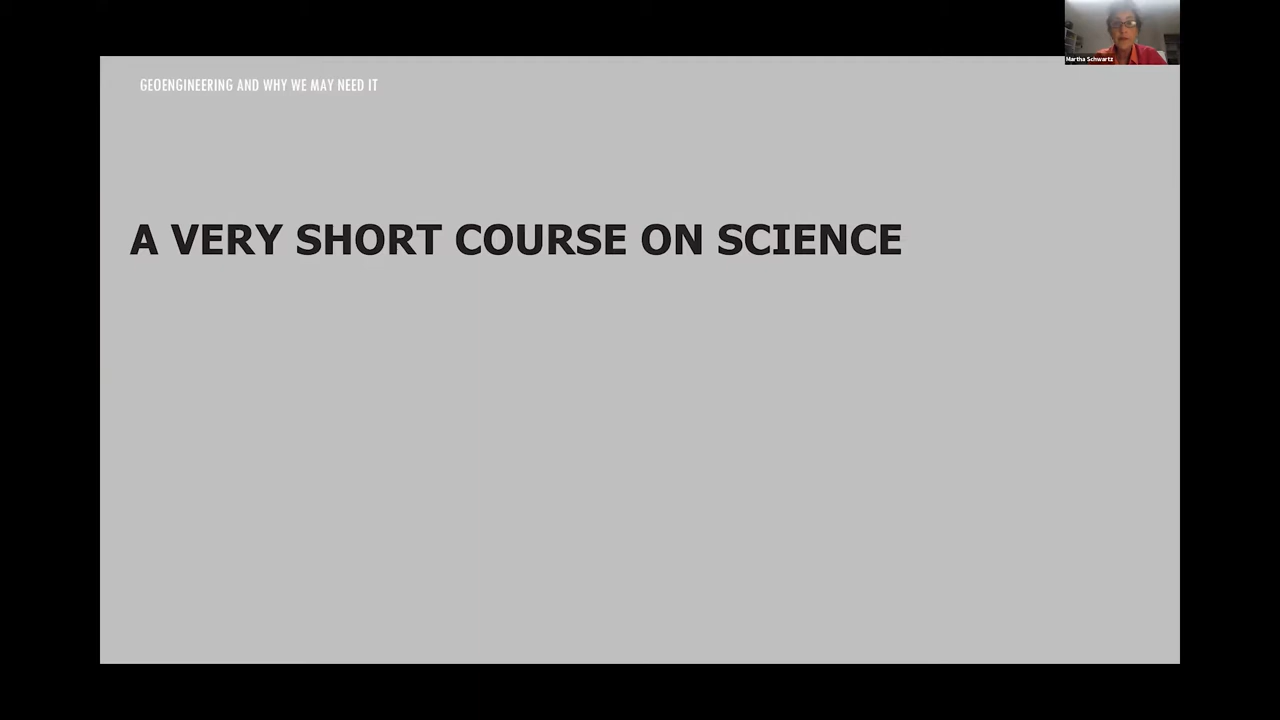 Martha Schwartz
GEOENGINEERING AND WHY WE MAY NEED IT
A VERY SHORT COURSE ON SCIENCE